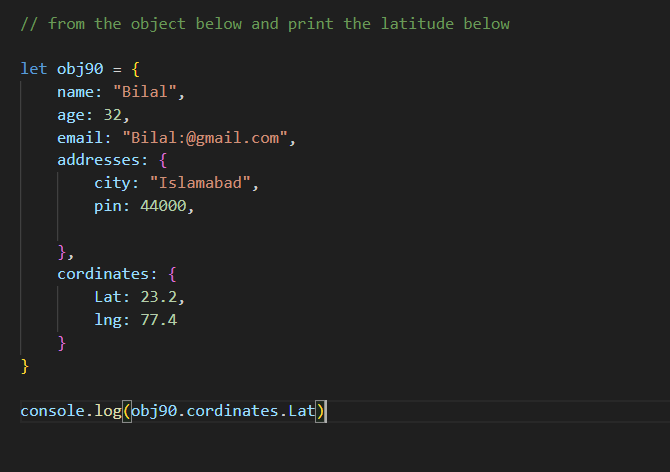 // from the object below and print the latitude below
let obj90 = {
name: "Bilal",
age: 32,
email: "Bilal:@gmail.com",
addresses: {
city: "Islamabad",
pin: 44000,
},
cordinates: {
Lat: 23.2,
lng: 77.4
}
}
console.log(obj90.cordinates.Lat)